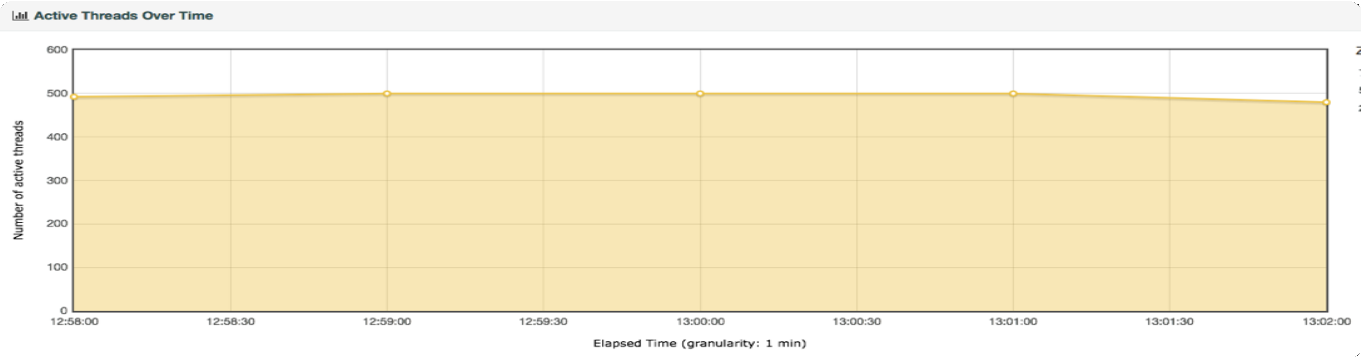 Active Threads Over Time
Number of active threads
600
500
400
300
200
100
0
12:58:00 12:58:30 12:59:00 12:59:30 13:00:00 13:00:30 13:01:00 13:01:30 13:02:00
Elapsed Time (granularity: 1 min)